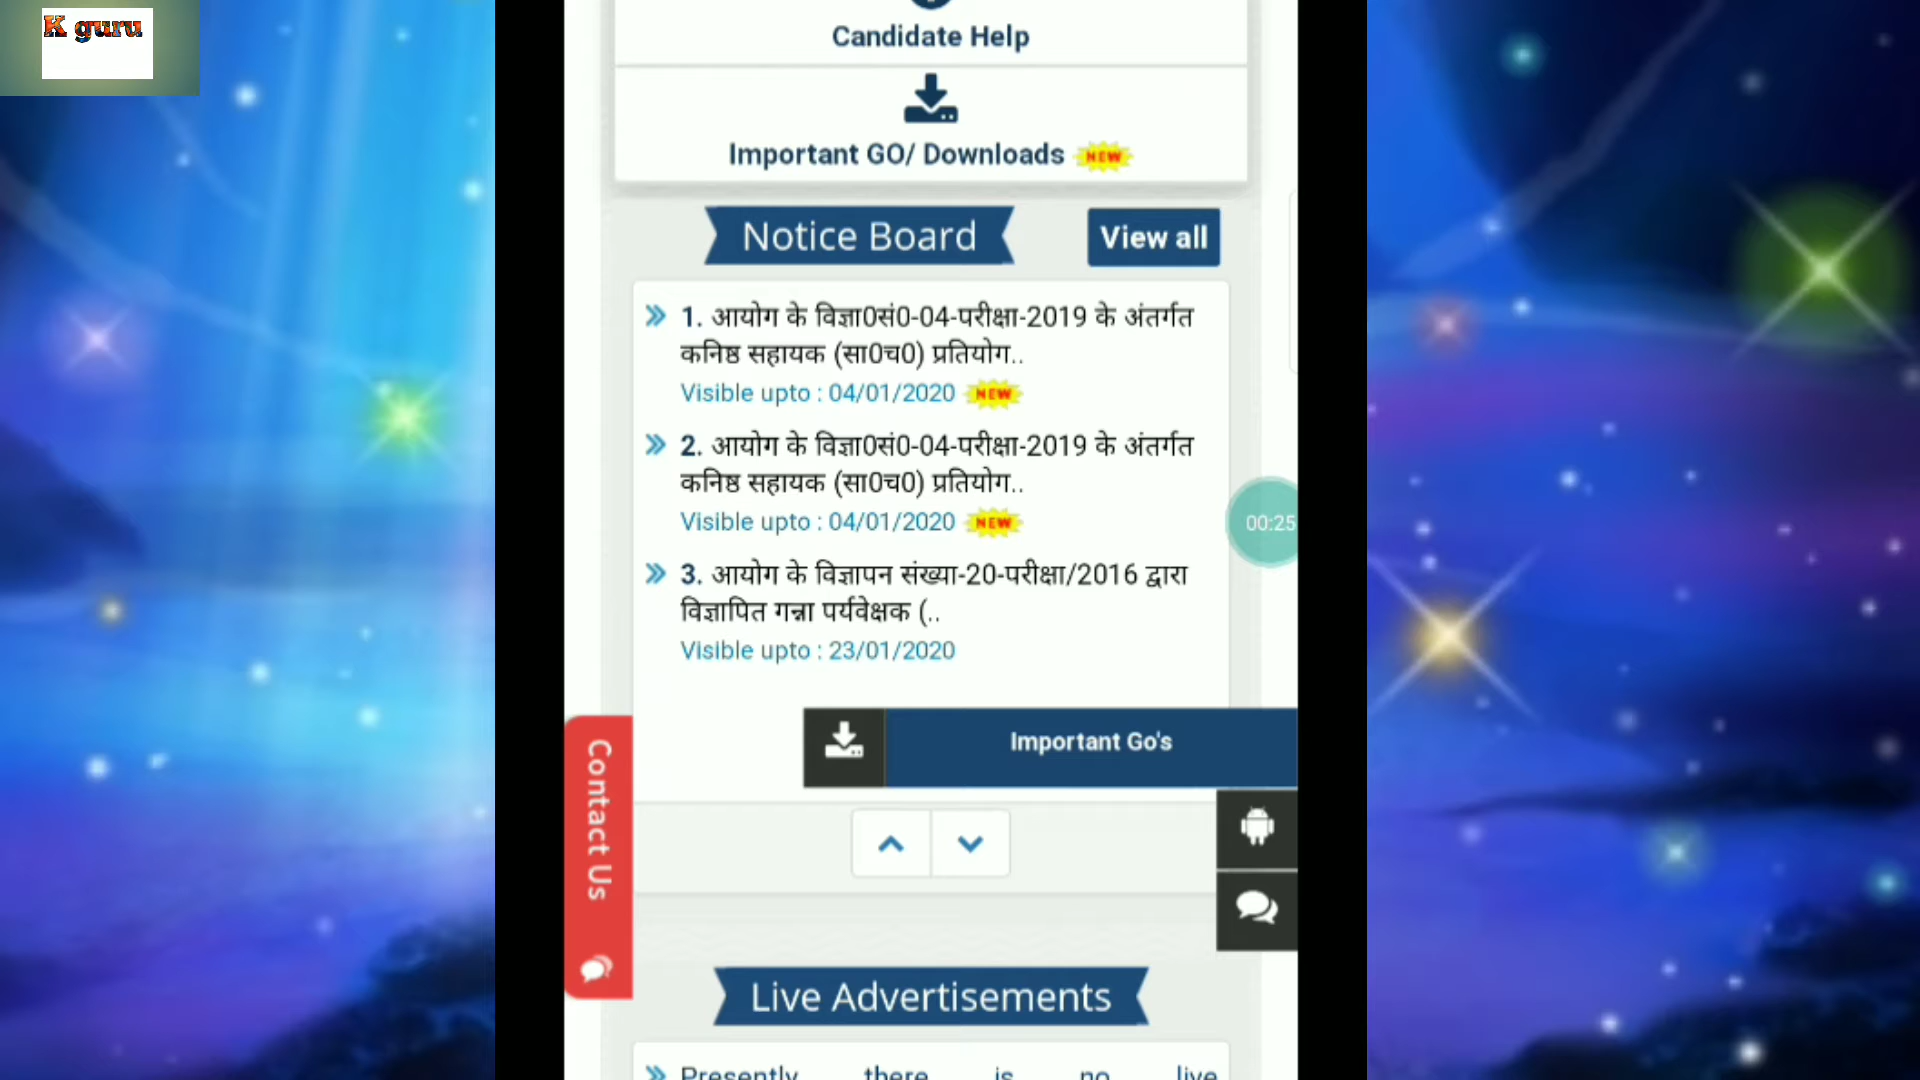 K guru
Candidate Help
Important GO/ Downloads NEW
Notice Board
View all
1. आयोग के विज्ञा0सं0-04-परीक्षा-2019 के अंतर्गत
कनिष्ठ सहायक (सा0च0) प्रतियोग..
Visible upto : 04/01/2020 NEW
2. आयोग के विज्ञा0सं0-04-परीक्षा-2019 के अंतर्गत
कनिष्ठ सहायक (सा0च0) प्रतियोग..
Visible upto : 04/01/2020 NEW
00:25
3. आयोग के विज्ञापन संख्या-20-परीक्षा/2016 द्वारा
विज्ञापित गन्ना पर्यवेक्षक (..
Visible upto : 23/01/2020
Important Go's
Contact Us
Live Advertisements
Presently there is no live